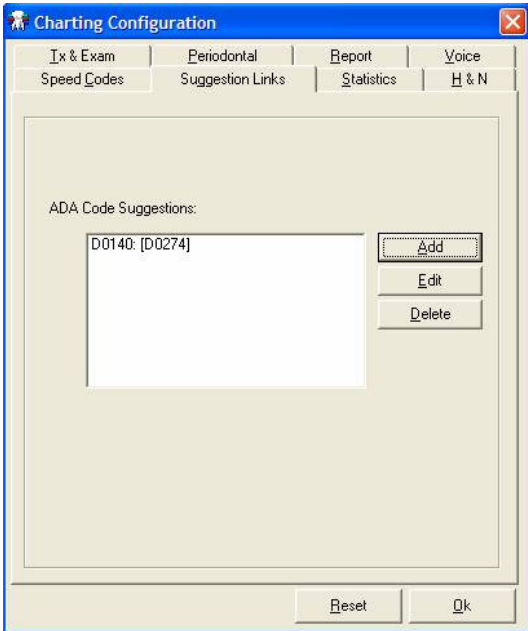 Charting Configuration
Tx & Exam Periodontal Report Voice
Speed Codes Suggestion Links Statistics H & N
ADA Code Suggestions:
D0140: [D0274]
Add
Edit
Delete
Reset Ok